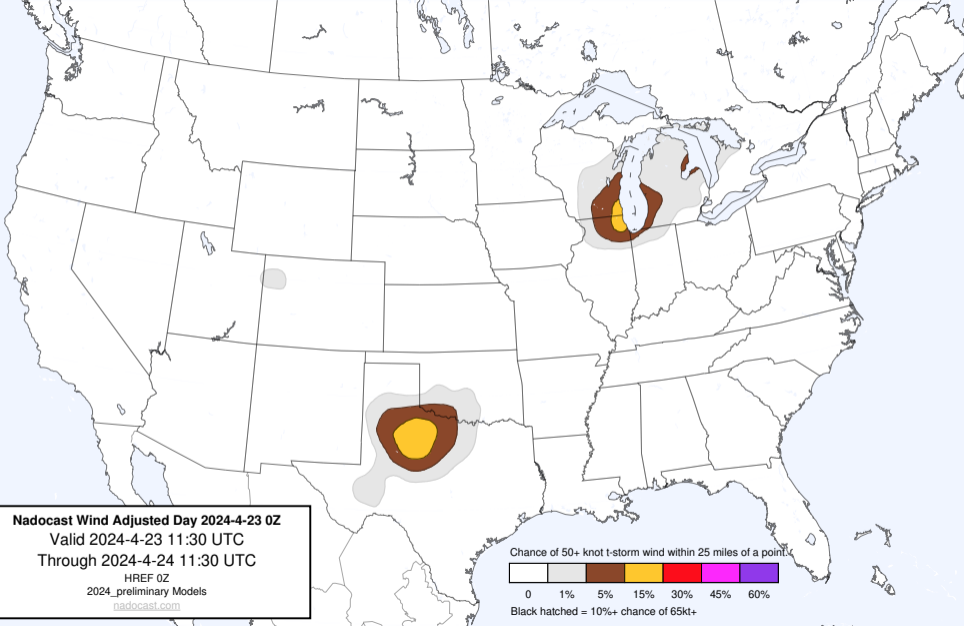 Nadocast Wind Adjusted Day 2024-4-23 0Z
Valid 2024-4-23 11:30 UTC
Through 2024-4-24 11:30 UTC
HREF 0Z
2024_preliminary Models
nadocast.com
Chance of 50+ knot t-storm wind within 25 miles of a point.
0 1% 5% 15% 30% 45% 60%
Black hatched = 10%+ chance of 65kt+